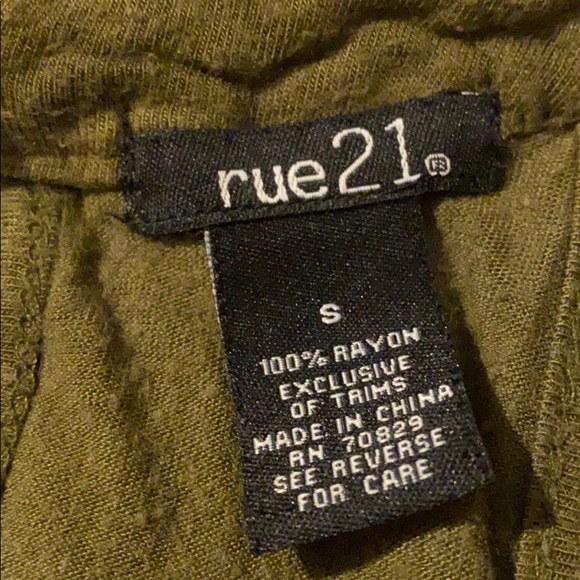 rue21®
S
100% RAYON
EXCLUSIVE
OF TRIMS
MADE IN CHINA
RN 70829
SEE REVERSE
FOR CARE